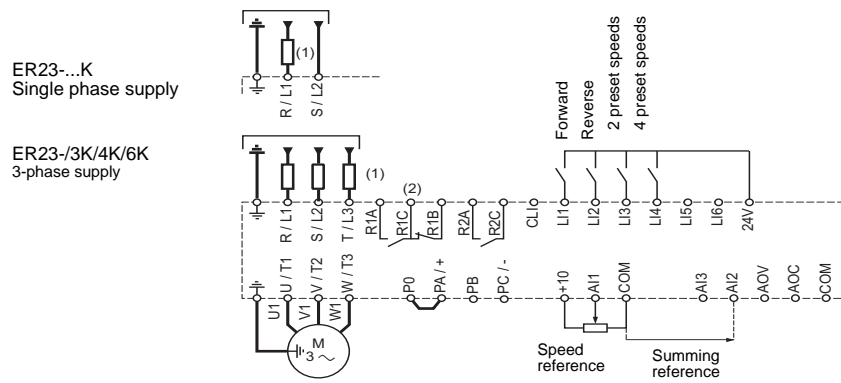 ER23-...K
Single phase supply
(1)
R / L1
S / L2
ER23-/3K/4K/6K
3-phase supply
(1)
(2)
Forward
Reverse
2 preset speeds
4 preset speeds
R / L1
S / L2
T / L3
R1A
R1C
R1B
R2A
R2C
CLI
LI1
LI2
LI3
LI4
LI5
LI6
24V
U / T1
V / T2
W / T3
P0
PA / +
PB
PC / -
+10
AI1
COM
AI3
AI2
AOV
AOC
COM
U1
V1
W1
M
3
Speed
reference
Summing
reference